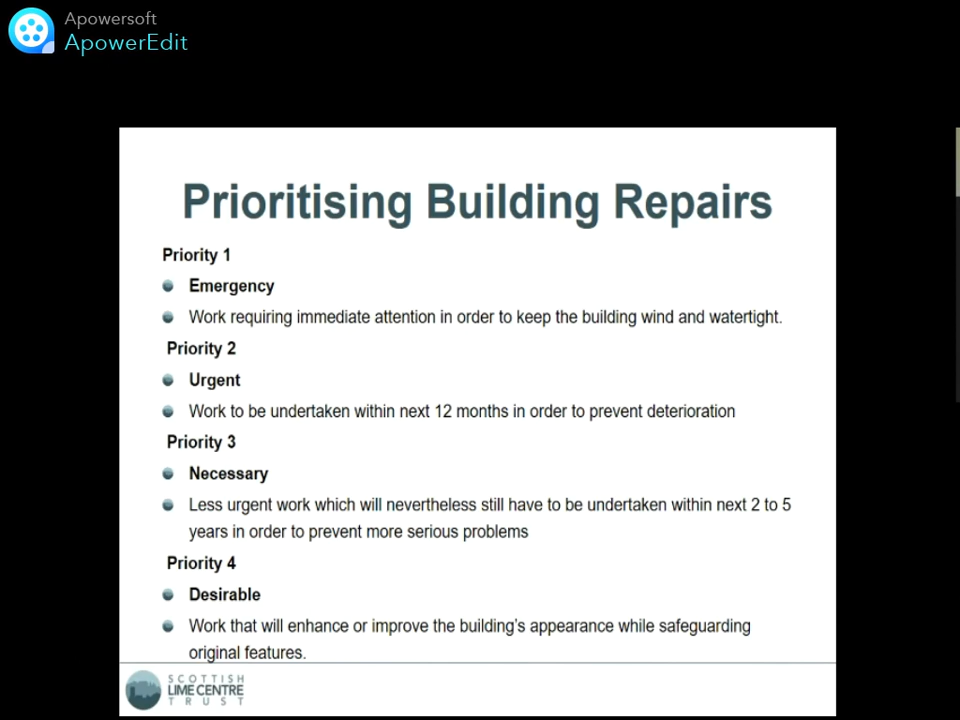 Apowersoft
ApowerEdit
Prioritising Building Repairs
Priority 1
Emergency
Work requiring immediate attention in order to keep the building wind and watertight.
Priority 2
Urgent
Work to be undertaken within next 12 months in order to prevent deterioration
Priority 3
Necessary
Less urgent work which will nevertheless still have to be undertaken within next 2 to 5
years in order to prevent more serious problems
Priority 4
Desirable
Work that will enhance or improve the building's appearance while safeguarding
original features.
SCOTTISH
LIME CENTRE
TRUST